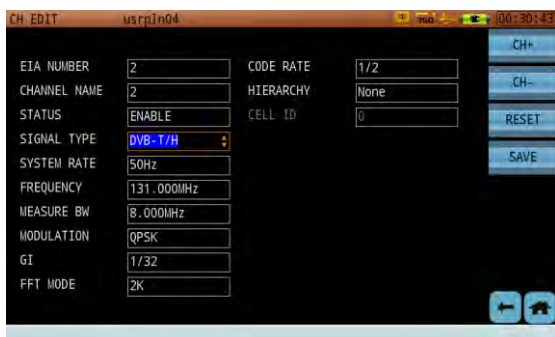 CH EDIT usrpIn04 75Ω 00:30:43
CH+
EIA NUMBER 2 CODE RATE 1/2
CHANNEL NAME 2 HIERARCHY None
CH-
STATUS ENABLE CELL ID 0
RESET
SIGNAL TYPE DVB-T/H
SAVE
SYSTEM RATE 50Hz
FREQUENCY 131.000MHz
MEASURE BW 8.000MHz
MODULATION QPSK
GI 1/32
FFT MODE 2K